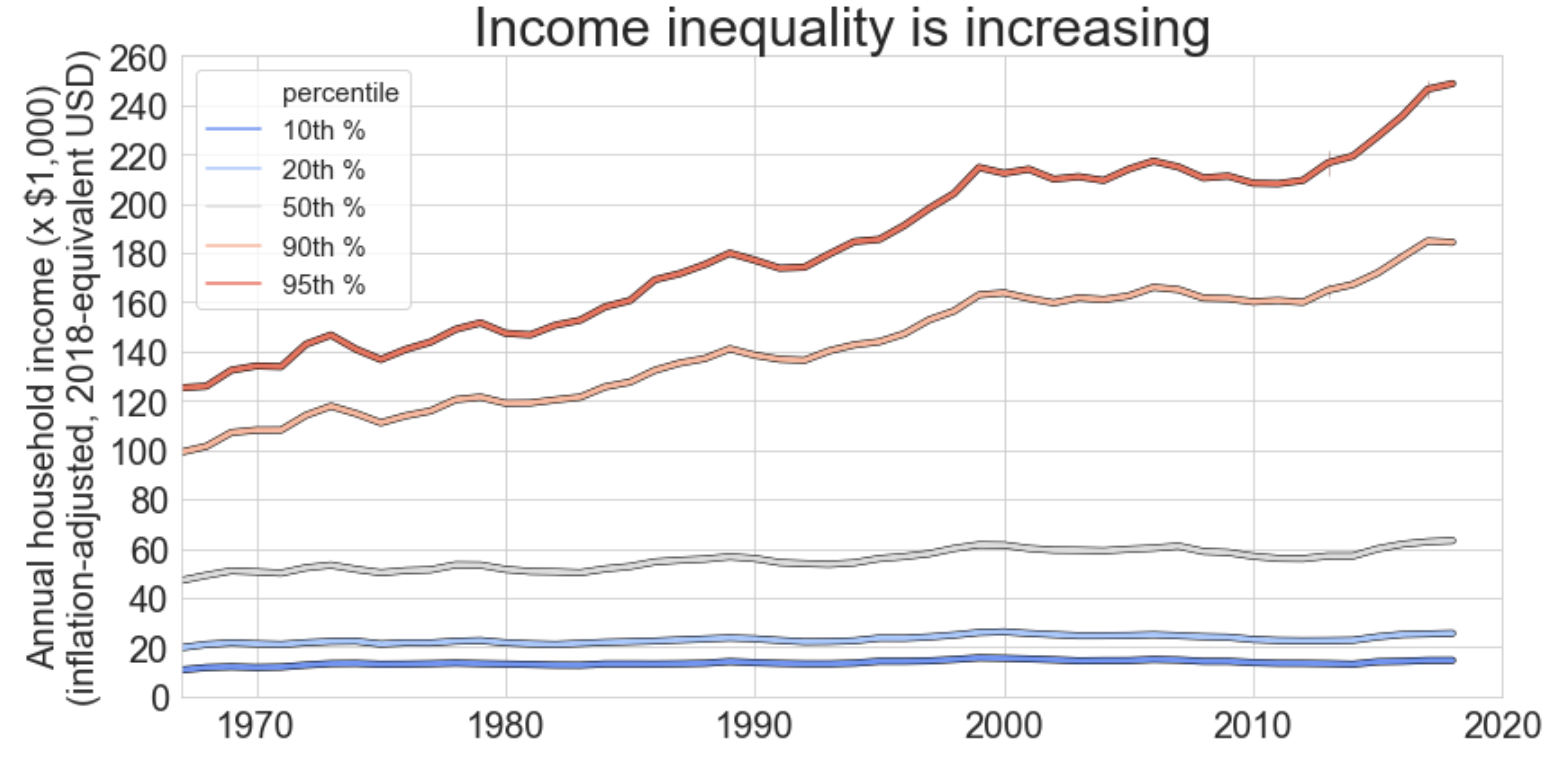 Income inequality is increasing
Annual household income (x $1,000)
(inflation-adjusted, 2018-equivalent USD)
260
240
220
200
180
160
140
120
100
80
60
40
20
0
percentile
10th %
20th %
50th %
90th %
95th %
1970
1980
1990
2000
2010
2020